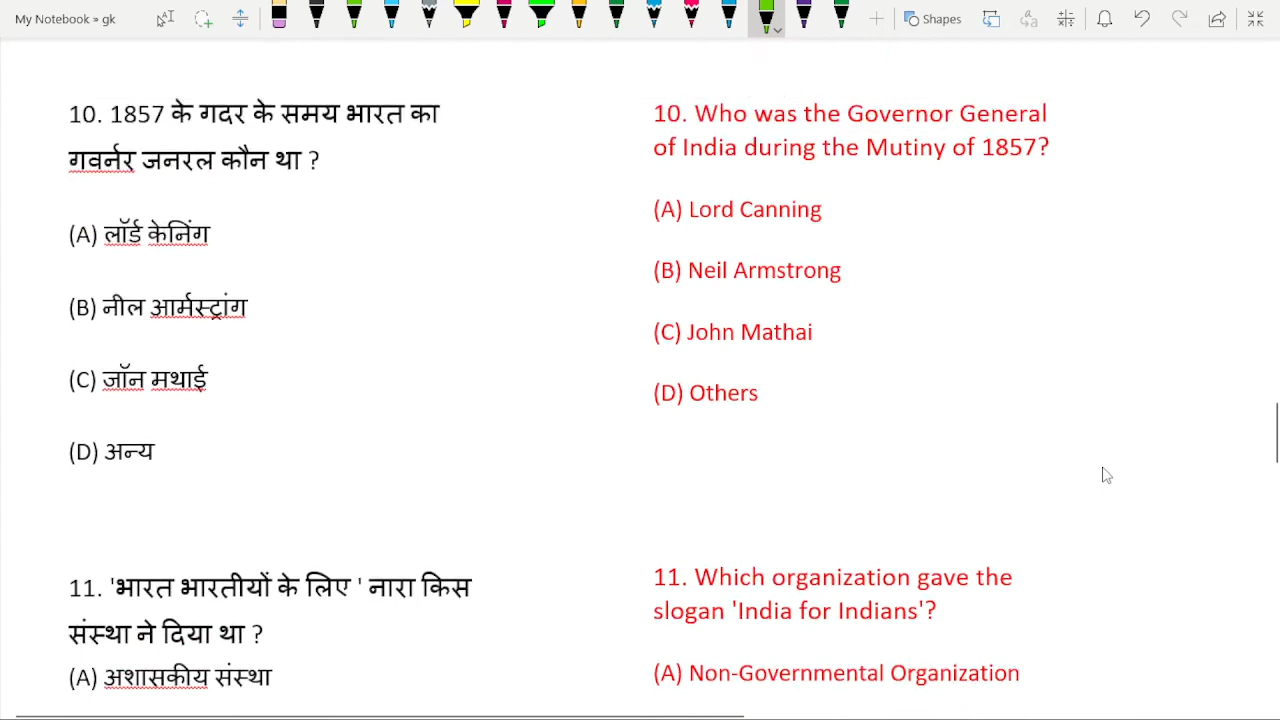 My Notebook » gk
Shapes
10. 1857 के गदर के समय भारत का
गवर्नर जनरल कौन था ?
(A) लॉर्ड केनिंग
(B) नील आर्मस्ट्रांग
(C) जॉन मथाई
(D) अन्य
11. 'भारत भारतीयों के लिए ' नारा किस
संस्था ने दिया था ?
(A) अशासकीय संस्था
10. Who was the Governor General
of India during the Mutiny of 1857?
(A) Lord Canning
(B) Neil Armstrong
(C) John Mathai
(D) Others
11. Which organization gave the
slogan 'India for Indians'?
(A) Non-Governmental Organization